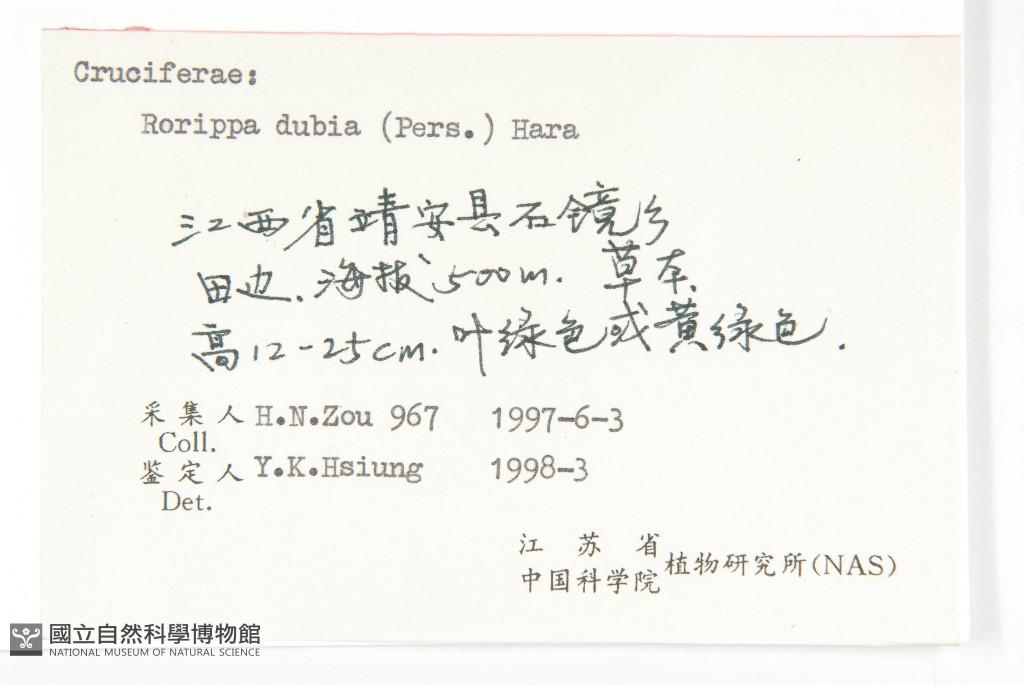 Cruciferae:
Rorippa dubia (Pers.) Hara
江西省靖安县石镜乡
田边、海拔500m. 草本、
高12-25cm. 叶绿色或黄绿色.
采集人 H.N.Zou 967 1997-6-3
Coll.
鉴定人 Y.K.Hsiung 1998-3
Det.
江苏省
中国科学院 植物研究所(NAS)
國立自然科學博物館
NATIONAL MUSEUM OF NATURAL SCIENCE